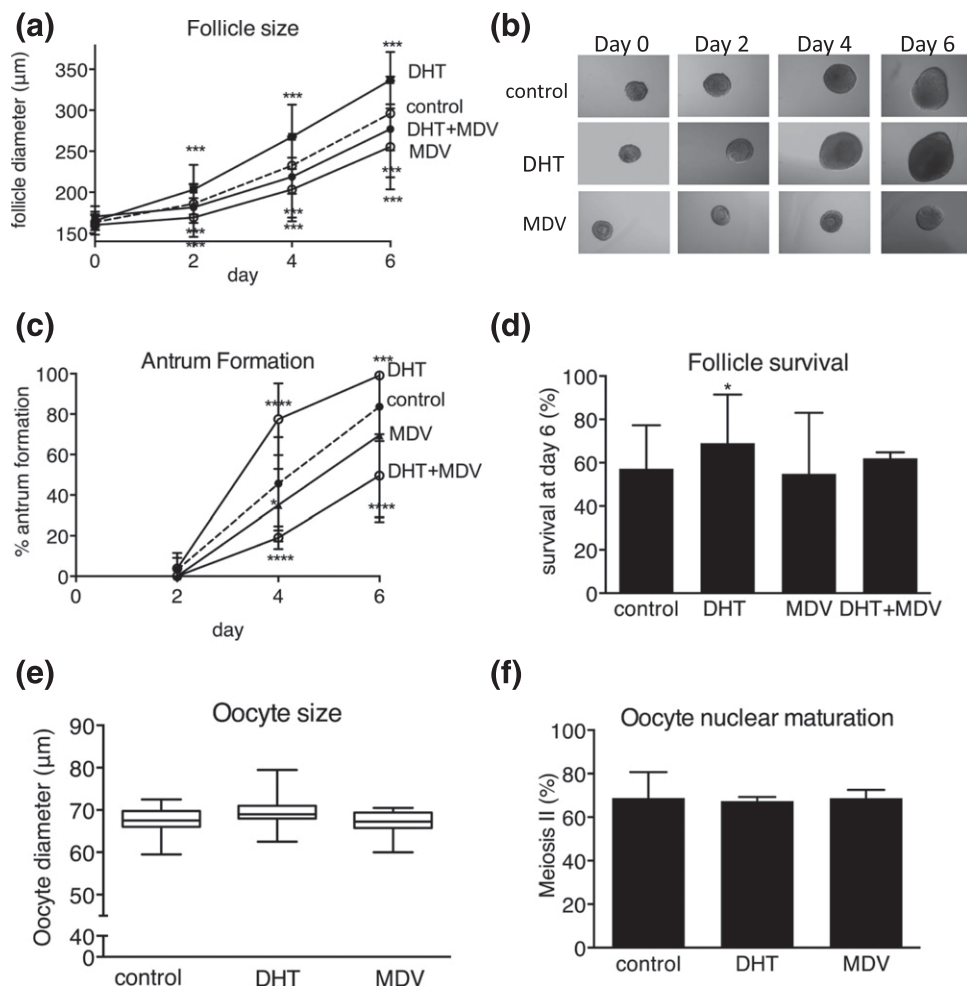 (a)
Follicle size
follicle diameter (µm)
350
300
250
200
150
***
***
***
DHT
control
DHT+MDV
MDV
***
***
***
***
***
***
0
2
4
6
day
(b)
Day 0
Day 2
Day 4
Day 6
control
DHT
MDV
(c)
Antrum Formation
% antrum formation
100
80
60
40
20
0
***
DHT
****
control
MDV
*
DHT+MDV
****
****
0
2
4
6
day
(d)
Follicle survival
survival at day 6 (%)
100
80
60
40
20
0
*
control
DHT
MDV
DHT+MDV
(e)
Oocyte size
Oocyte diameter (µm)
90
80
70
60
50
40
0
control
DHT
MDV
(f)
Oocyte nuclear maturation
Meiosis II (%)
100
80
60
40
20
0
control
DHT
MDV